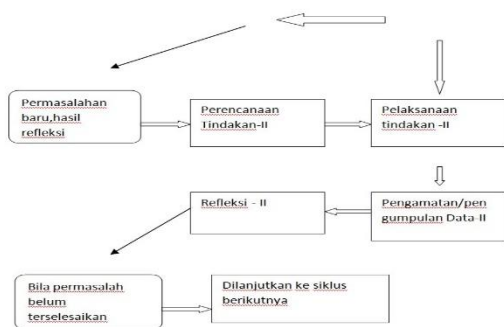 Permasalahan
baru,hasil
refleksi
Perencanaan
Tindakan-II
Pelaksanaan
tindakan -II
Refleksi - II
Pengamatan/pen
gumpulan Data-II
Bila permasalah
belum
terselesaikan
Dilanjutkan ke siklus
berikutnya